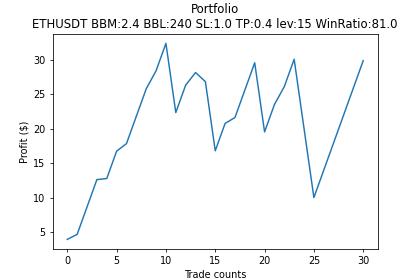 Portfolio
ETHUSDT BBM:2.4 BBL:240 SL:1.0 TP:0.4 lev:15 WinRatio:81.0
Profit ($)
30
25
20
15
10
5
0 5 10 15 20 25 30
Trade counts